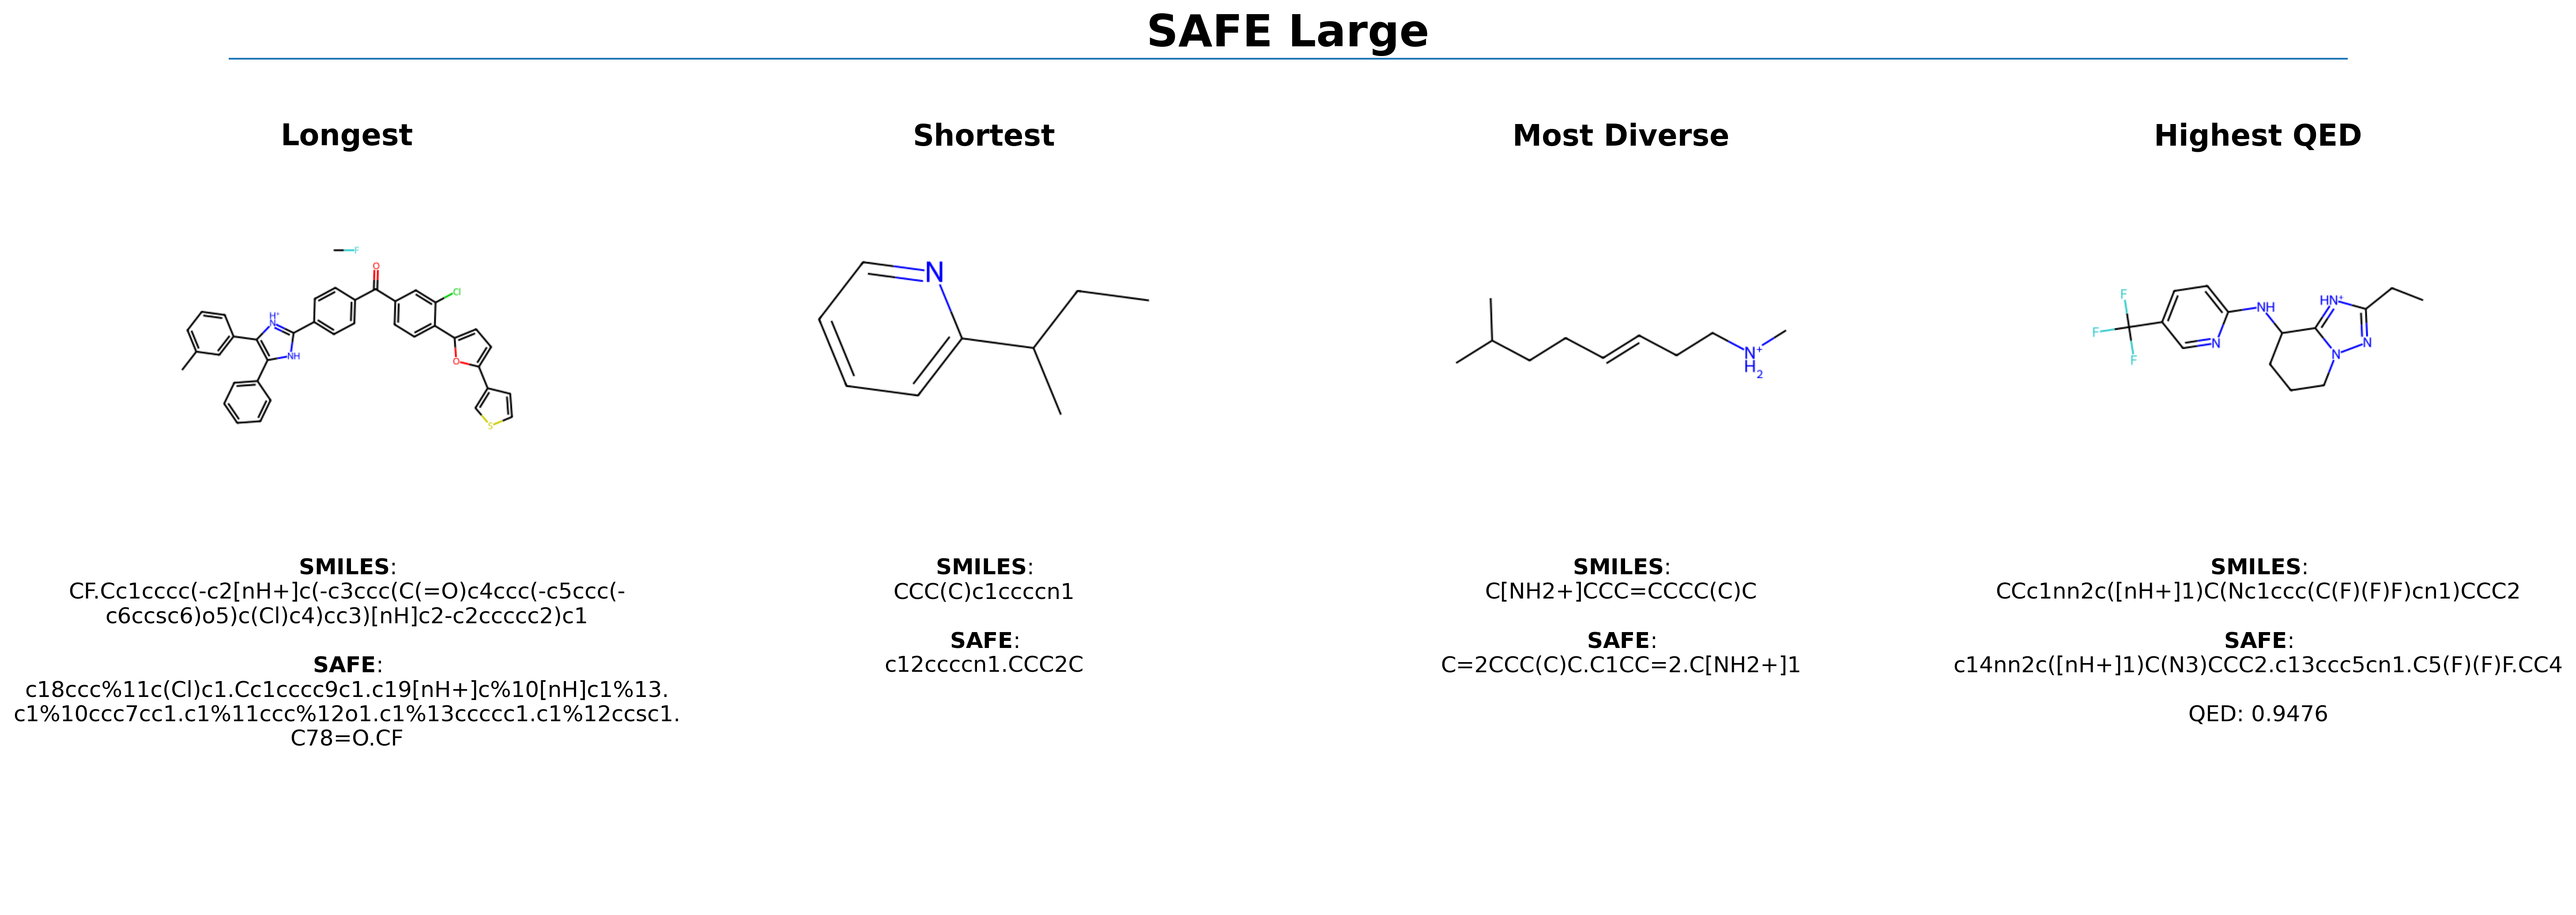 SAFE Large
Longest
Shortest
Most Diverse
Highest QED
F
O
Cl
H⁺
N
NH
O
S
N
N⁺
H₂
F
F
F
NH
N
HN⁺
N
N
SMILES:
CF.Cc1cccc(-c2[nH+]c(-c3ccc(C(=O)c4ccc(-c5ccc(-
c6ccsc6)o5)c(Cl)c4)cc3)[nH]c2-c2ccccc2)c1
SAFE:
c18ccc%11c(Cl)c1.Cc1cccc9c1.c19[nH+]c%10[nH]c1%13.
c1%10ccc7cc1.c1%11ccc%12o1.c1%13ccccc1.c1%12ccsc1.
C78=O.CF
SMILES:
CCC(C)c1ccccn1
SAFE:
c12ccccn1.CCC2C
SMILES:
C[NH2+]CCC=CCCC(C)C
SAFE:
C=2CCC(C)C.C1CC=2.C[NH2+]1
SMILES:
CCc1nn2c([nH+]1)C(Nc1ccc(C(F)(F)F)cn1)CCC2
SAFE:
c14nn2c([nH+]1)C(N3)CCC2.c13ccc5cn1.C5(F)(F)F.CC4
QED: 0.9476